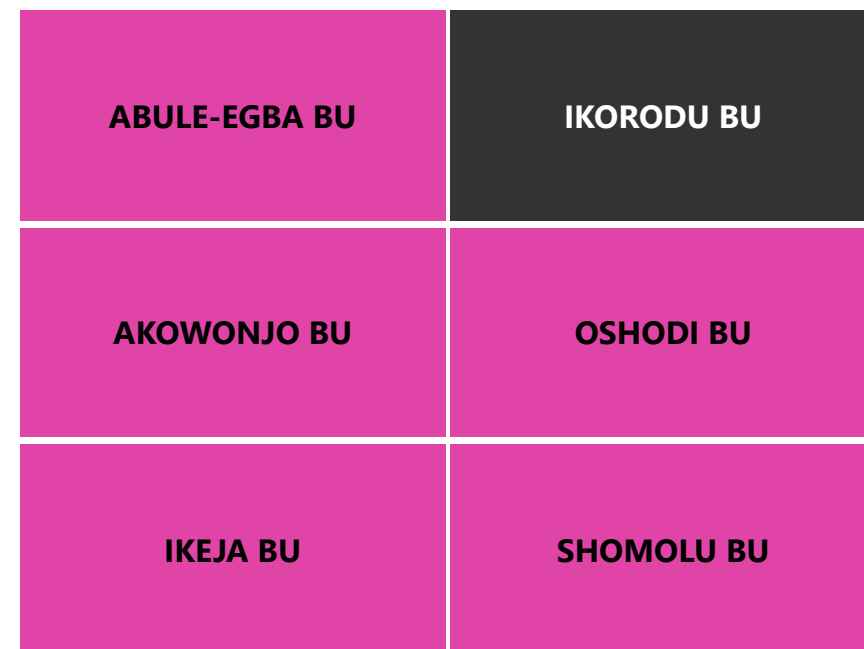 ABULE-EGBA BU
IKORODU BU
AKOWONJO BU
OSHODI BU
IKEJA BU
SHOMOLU BU